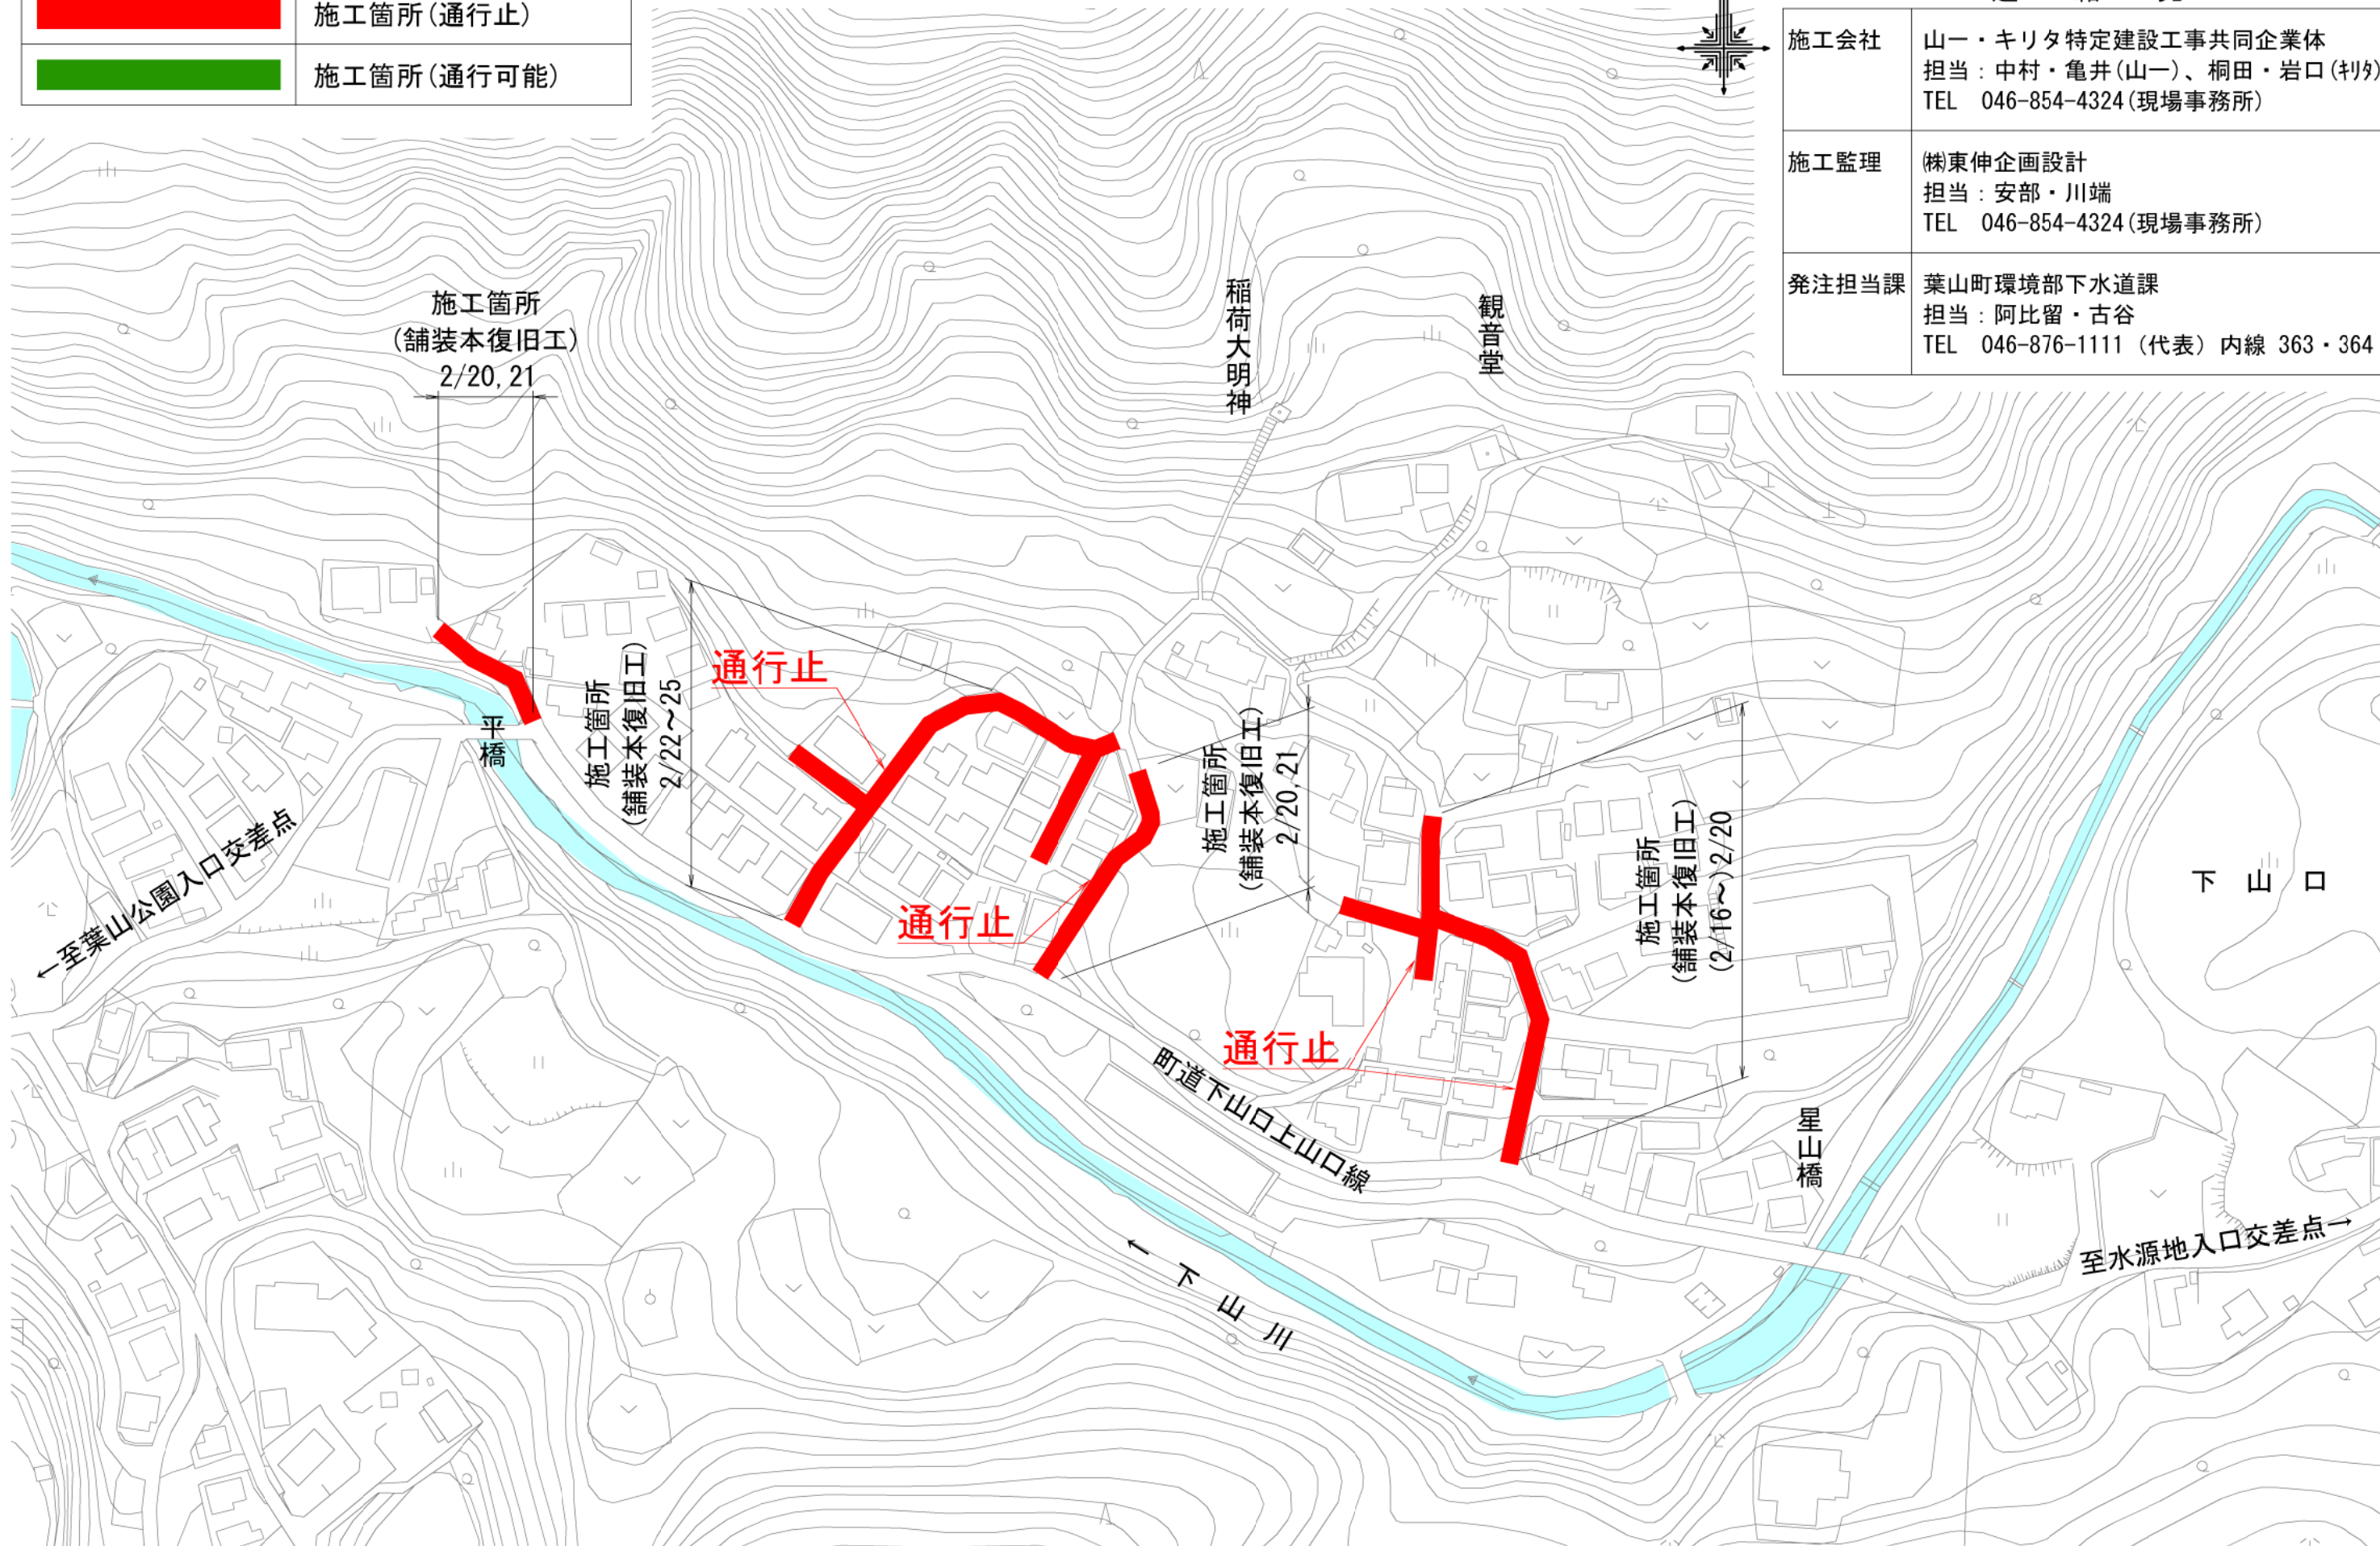 施工箇所(通行止)
施工箇所(通行可能)
施工会社
山一・キリタ特定建設工事共同企業体
担当:中村・亀井(山一)、桐田・岩口(ｷﾘﾀ)
TEL 046-854-4324(現場事務所)
施工監理
㈱東伸企画設計
担当:安部・川端
TEL 046-854-4324(現場事務所)
発注担当課
葉山町環境部下水道課
担当:阿比留・古谷
TEL 046-876-1111 (代表) 内線 363・364
施工箇所
(舗装本復旧工)
2/20,21
稲荷大明神
観音堂
平橋
施工箇所
(舗装本復旧工)
2/22～25
通行止
通行止
施工箇所
(舗装本復旧工)
2/20,21
通行止
施工箇所
(舗装本復旧工)
(2/16～)2/20
下山口
←至葉山公園入口交差点
町道下山口上山口線
星山橋
至水源地入口交差点→
←下山川